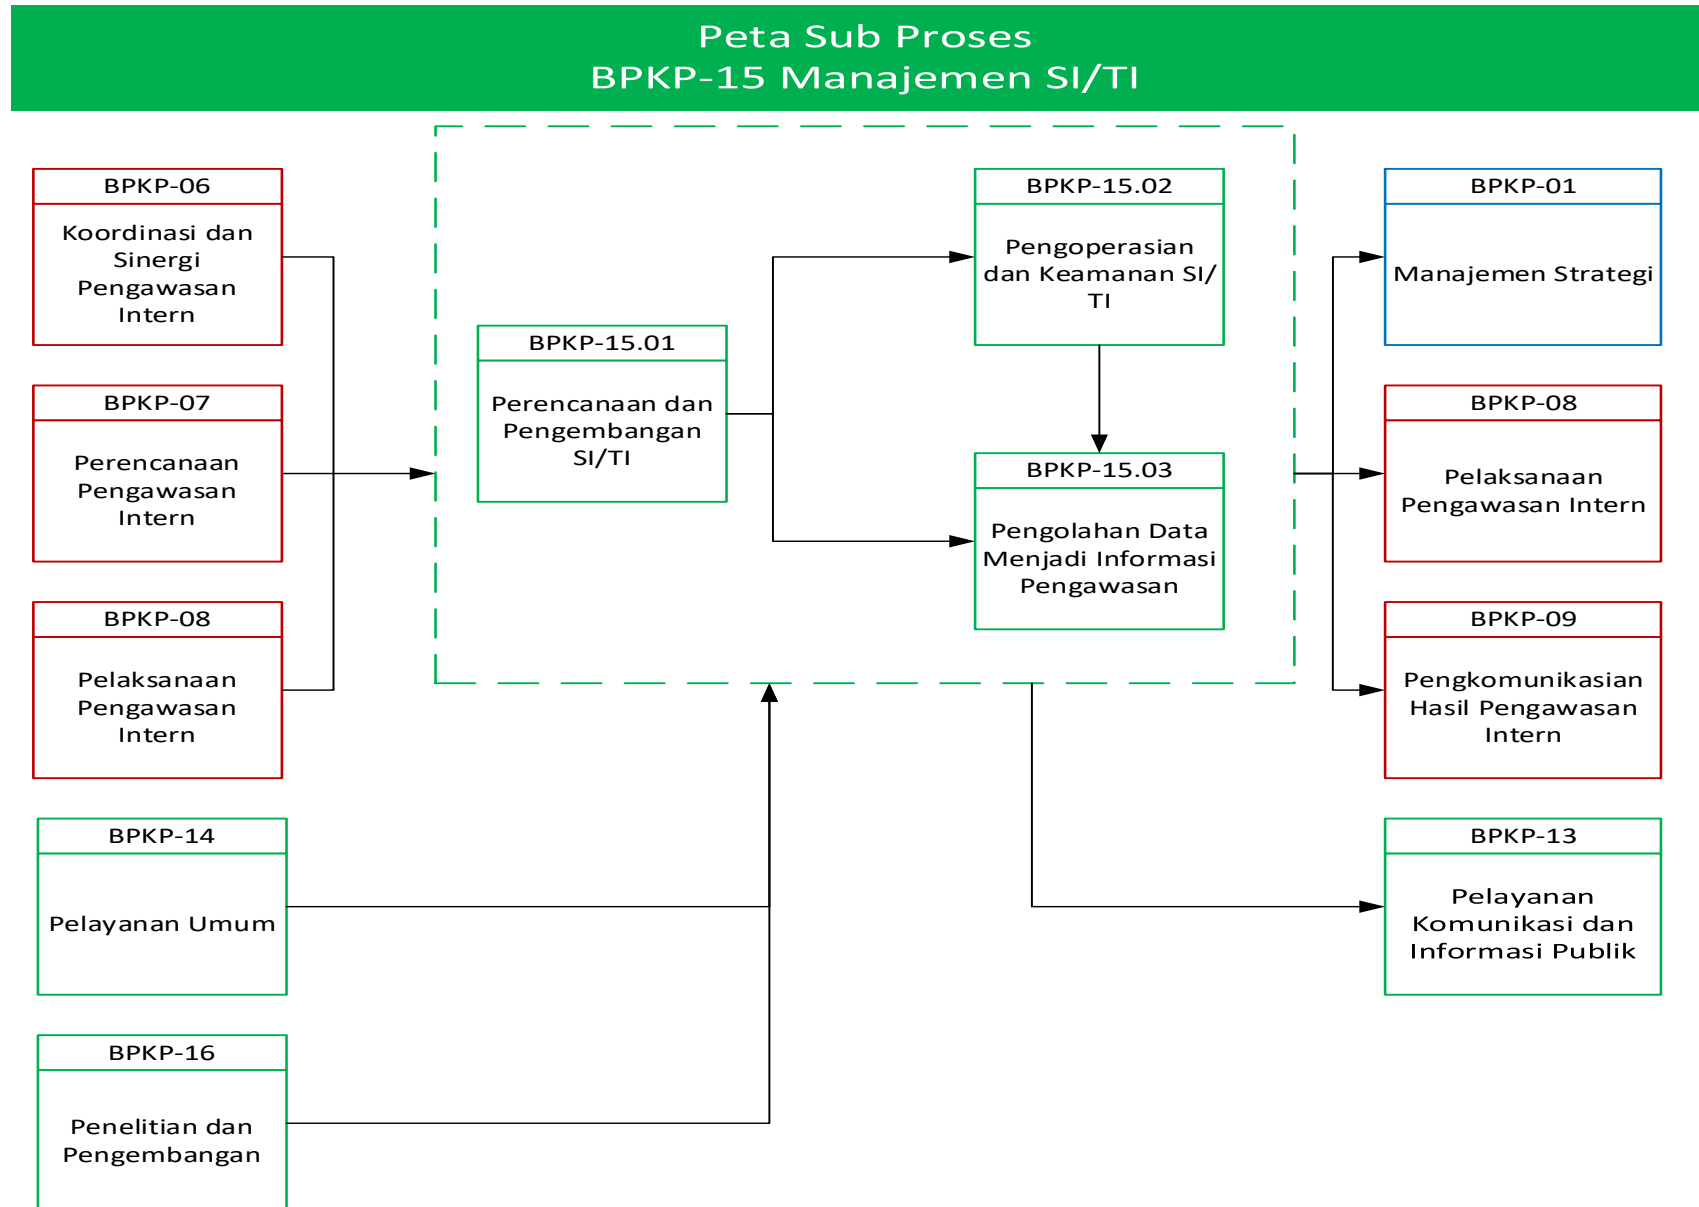 Peta Sub Proses
BPKP-15 Manajemen SI/TI
BPKP-06
Koordinasi dan
Sinergi
Pengawasan
Intern
BPKP-07
Perencanaan
Pengawasan
Intern
BPKP-08
Pelaksanaan
Pengawasan
Intern
BPKP-14
Pelayanan Umum
BPKP-16
Penelitian dan
Pengembangan
BPKP-15.01
Perencanaan dan
Pengembangan
SI/TI
BPKP-15.02
Pengoperasian
dan Keamanan SI/
TI
BPKP-15.03
Pengolahan Data
Menjadi Informasi
Pengawasan
BPKP-01
Manajemen Strategi
BPKP-08
Pelaksanaan
Pengawasan Intern
BPKP-09
Pengkomunikasian
Hasil Pengawasan
Intern
BPKP-13
Pelayanan
Komunikasi dan
Informasi Publik